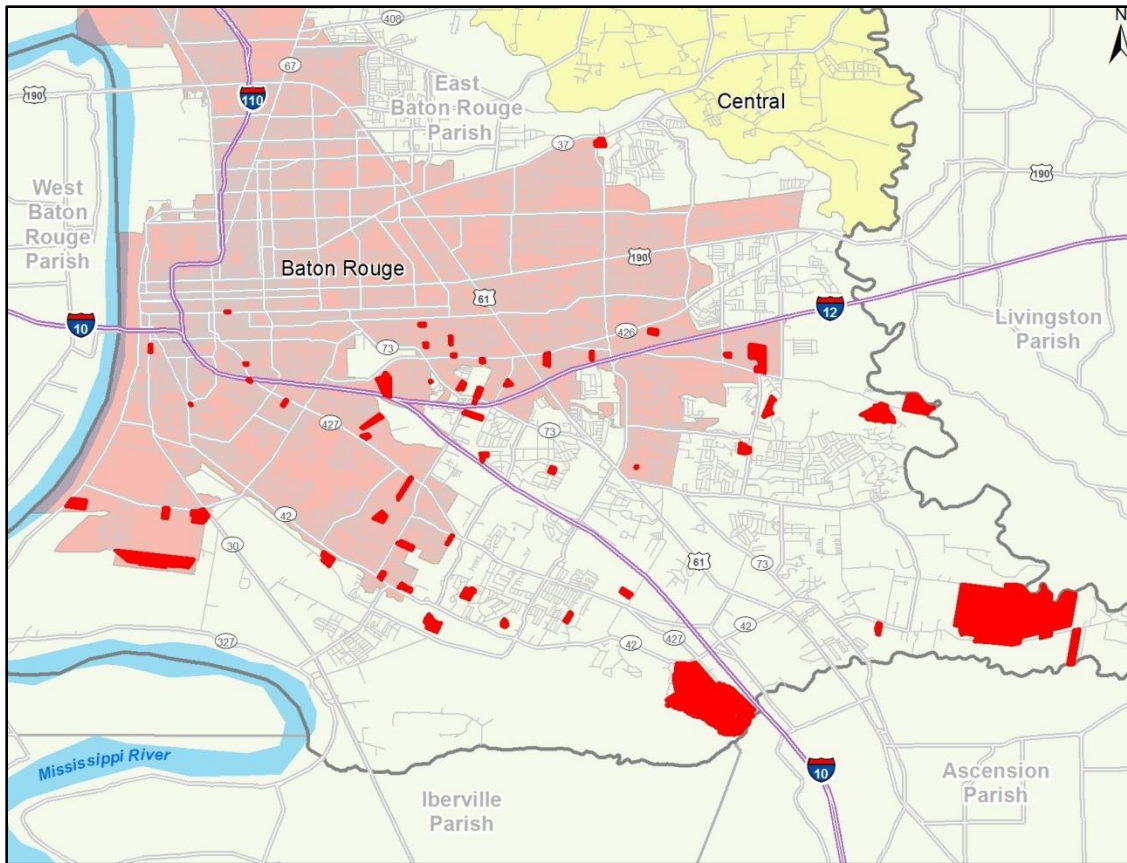 N
408
190
67
110
East
Baton Rouge
Parish
Central
37
190
West
Baton
Rouge
Parish
Baton Rouge
190
61
10
12
426
73
Livingston
Parish
427
73
42
30
61
73
327
42
427
42
Mississippi River
10
Iberville
Parish
Ascension
Parish